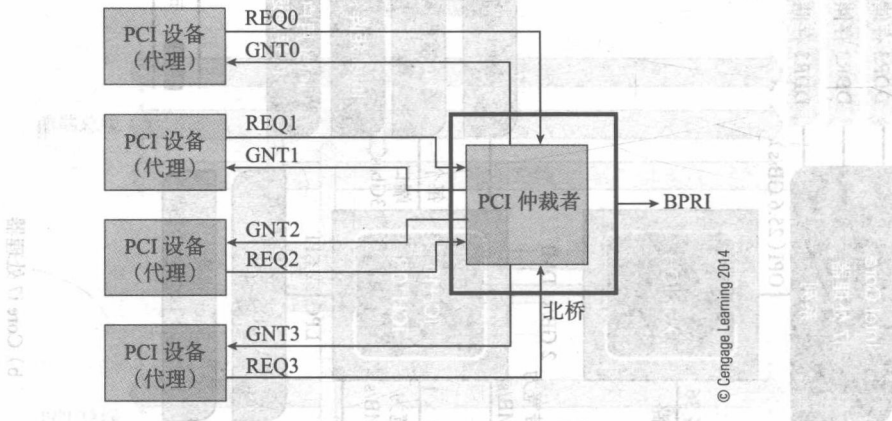 PCI 设备
（代理）
REQ0
GNT0
PCI 设备
（代理）
REQ1
GNT1
PCI 设备
（代理）
GNT2
REQ2
PCI 设备
（代理）
GNT3
REQ3
PCI 仲裁者
BPRI
北桥
© Cengage Learning 2014